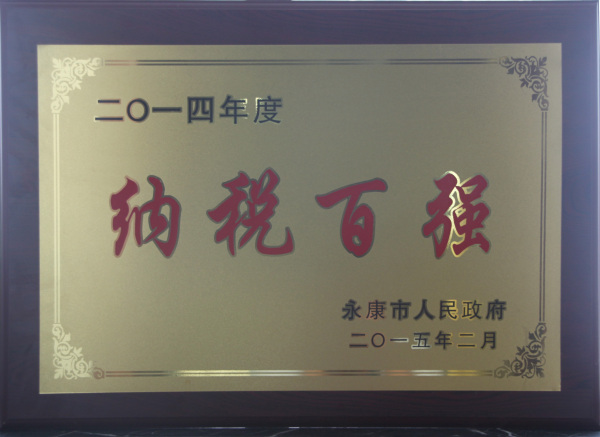 二〇一四年度
纳税百强
永康市人民政府
二〇一五年二月